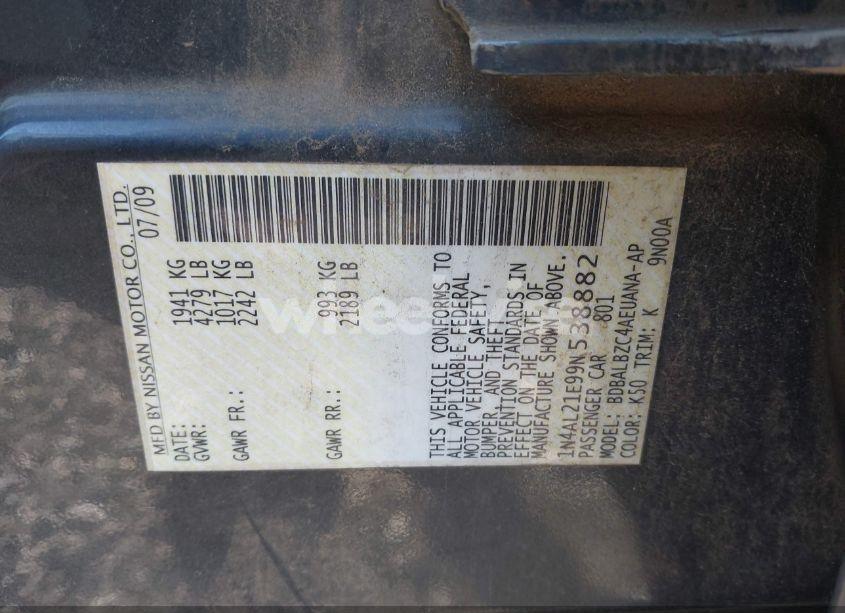 MFD BY NISSAN MOTOR CO., LTD.
DATE: 07/09
GVWR: 1941 KG
4279 LB
GAWR FR.: 1017 KG
2242 LB
GAWR RR.: 993 KG
2189 LB
THIS VEHICLE CONFORMS TO
ALL APPLICABLE FEDERAL
MOTOR VEHICLE SAFETY,
BUMPER, AND THEFT
PREVENTION STANDARDS IN
EFFECT ON THE DATE OF
MANUFACTURE SHOWN ABOVE.
1N4AL21E99N538882
PASSENGER CAR 801
MODEL: BDBALBZC4AEUANA-AP
COLOR: K50 TRIM: K 9N00A